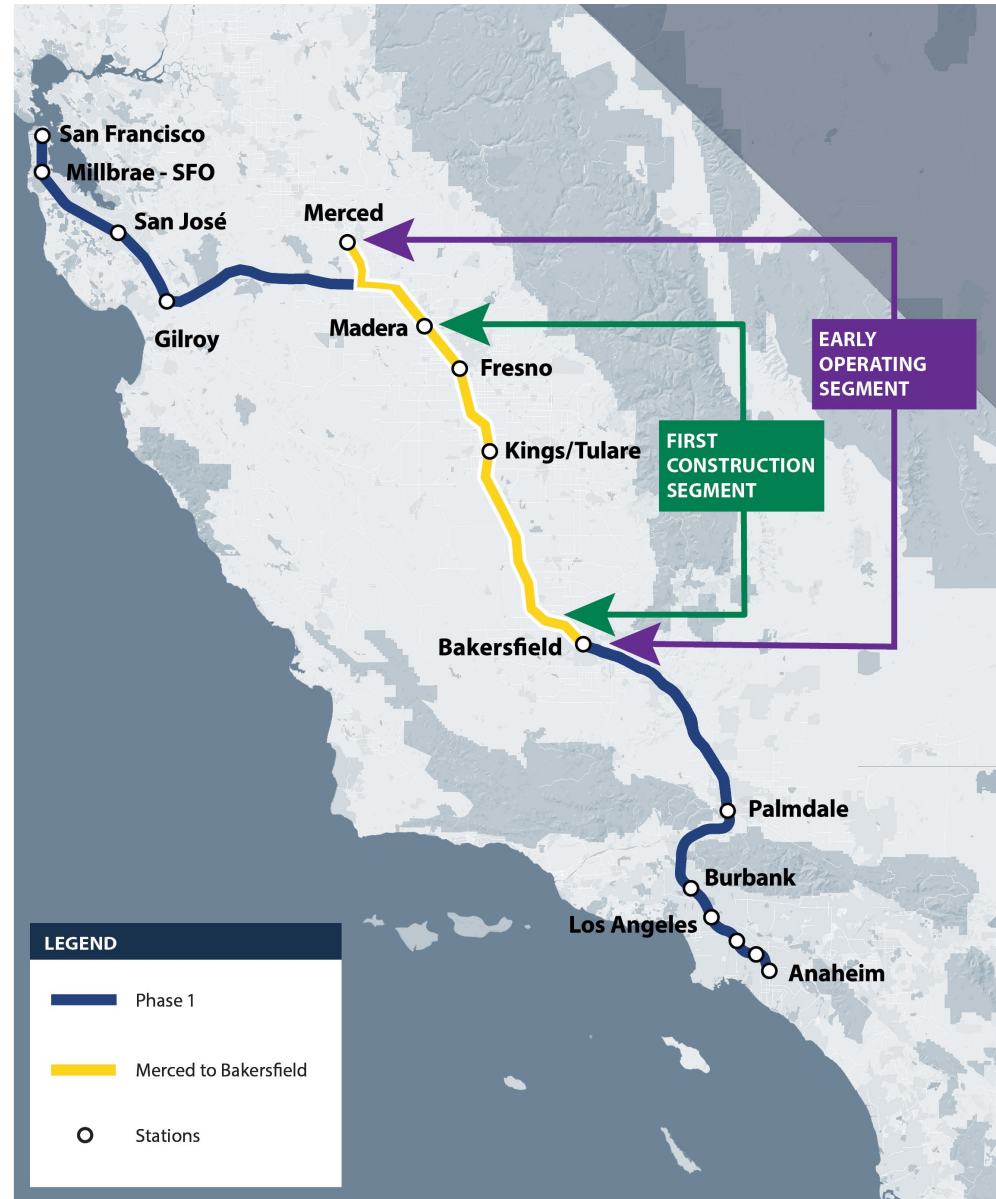 San Francisco
Millbrae - SFO
San José
Merced
Gilroy
Madera
EARLY
OPERATING
SEGMENT
Fresno
FIRST
CONSTRUCTION
SEGMENT
Kings/Tulare
Bakersfield
Palmdale
Burbank
Los Angeles
Anaheim
LEGEND
Phase 1
Merced to Bakersfield
Stations